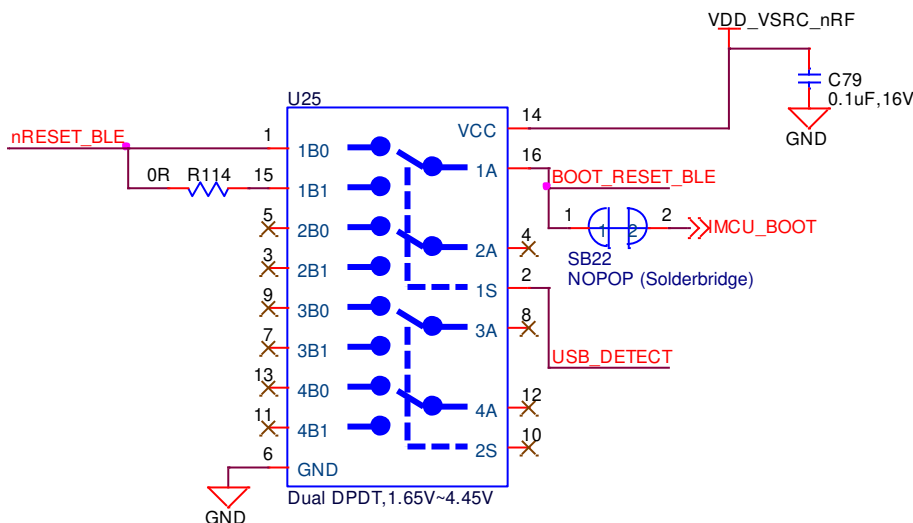 VDD_VSRC_nRF
C79
0.1uF,16V
GND
U25
nRESET_BLE
1
1B0
VCC
14
0R
R114
15
1B1
1A
16
BOOT_RESET_BLE
5
2B0
2A
4
1
1
2
2
IMCU_BOOT
SB22
NOPOP (Solderbridge)
3
2B1
1S
2
9
3B0
3A
8
7
3B1
USB_DETECT
13
4B0
4A
12
11
4B1
2S
10
6
GND
GND
Dual DPDT,1.65V~4.45V